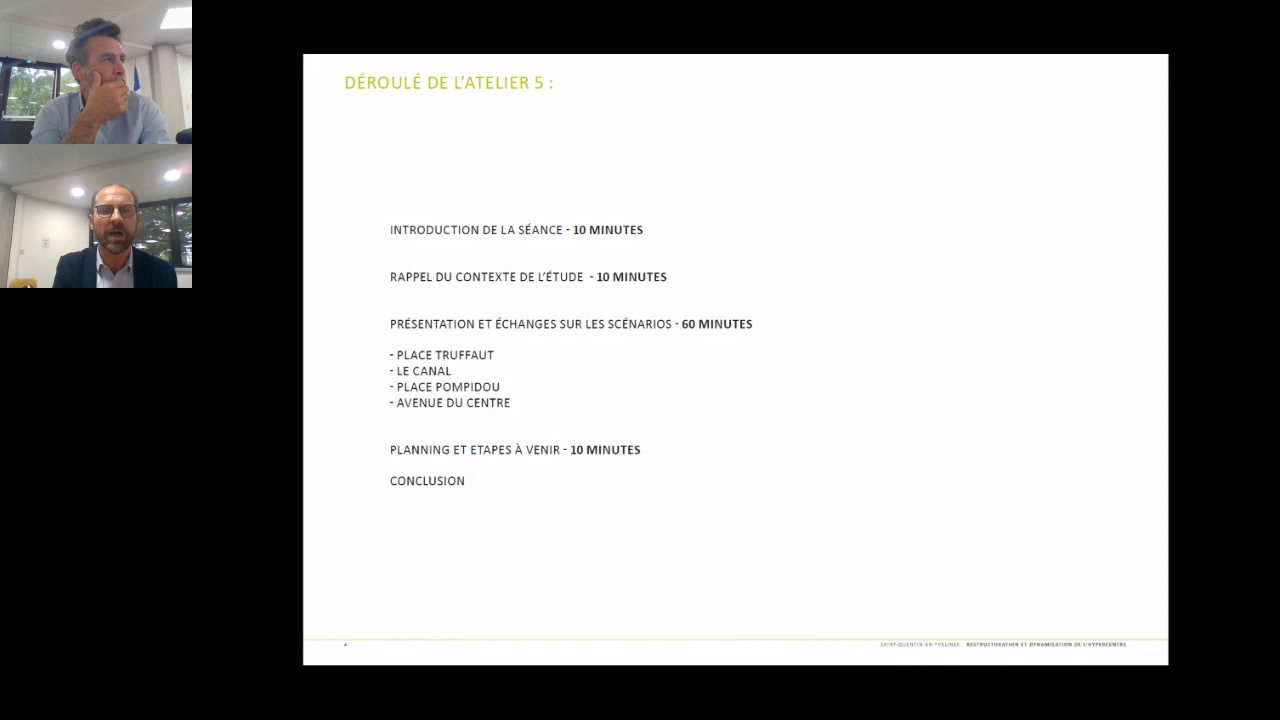 DÉROULÉ DE L'ATELIER 5 :
INTRODUCTION DE LA SÉANCE - 10 MINUTES
RAPPEL DU CONTEXTE DE L'ÉTUDE - 10 MINUTES
PRÉSENTATION ET ÉCHANGES SUR LES SCÉNARIOS - 60 MINUTES
- PLACE TRUFFAUT
- LE CANAL
- PLACE POMPIDOU
- AVENUE DU CENTRE
PLANNING ET ETAPES À VENIR - 10 MINUTES
CONCLUSION
4
SAINT-QUENTIN-EN-YVELINES RESTRUCTURATION ET DYNAMISATION DE L'HYPERCENTRE